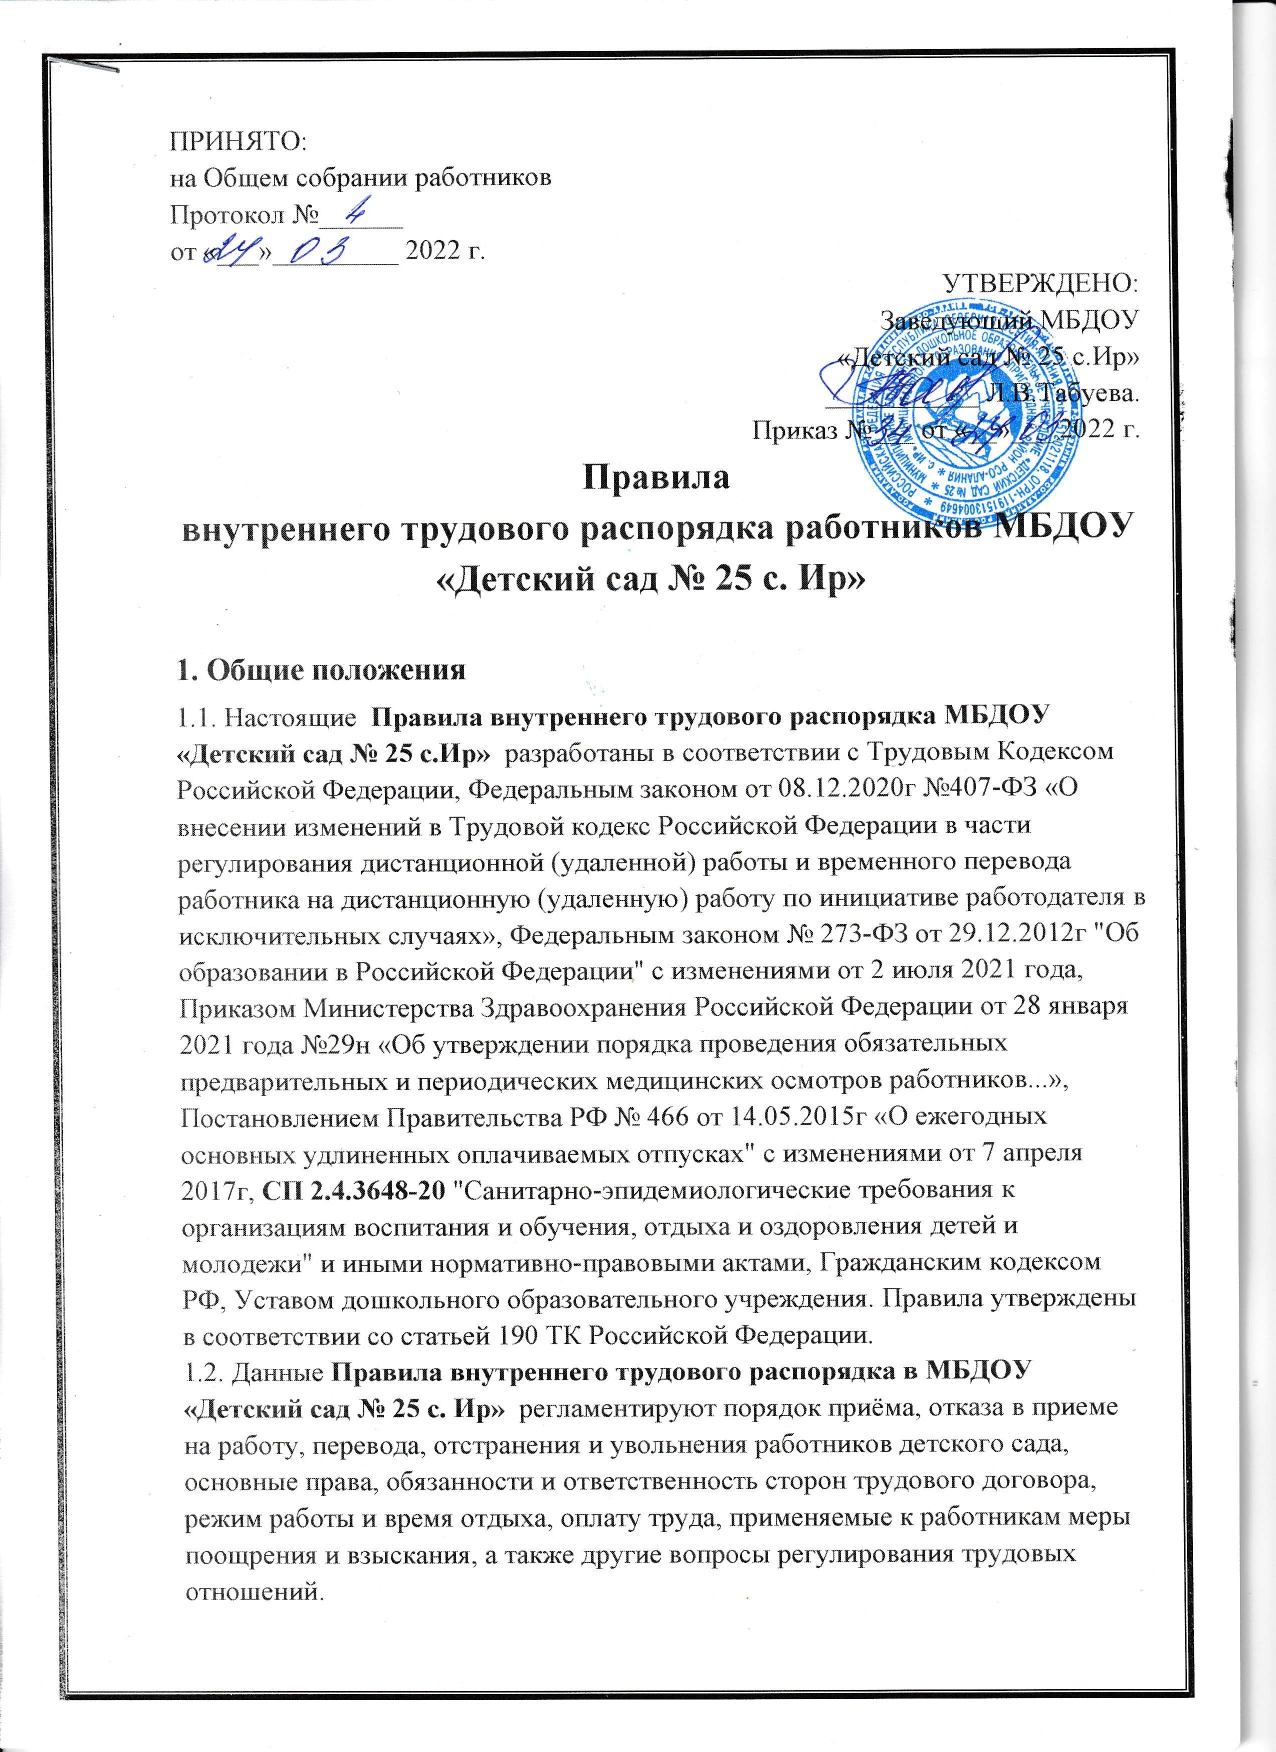 ПРИНЯТО:
на Общем собрании работников
Протокол № 4
от «24» 03 2022 г.
УТВЕРЖДЕНО:
Заведующий МБДОУ
«Детский сад № 25 с.Ир»
Л.В.Табуева.
Приказ №34 от «24» 03 2022 г.
Правила
внутреннего трудового распорядка работников МБДОУ
«Детский сад № 25 с. Ир»
1. Общие положения
1.1. Настоящие Правила внутреннего трудового распорядка МБДОУ
«Детский сад № 25 с.Ир» разработаны в соответствии с Трудовым Кодексом
Российской Федерации, Федеральным законом от 08.12.2020г №407-ФЗ «О
внесении изменений в Трудовой кодекс Российской Федерации в части
регулирования дистанционной (удаленной) работы и временного перевода
работника на дистанционную (удаленную) работу по инициативе работодателя в
исключительных случаях», Федеральным законом № 273-ФЗ от 29.12.2012г "Об
образовании в Российской Федерации" с изменениями от 2 июля 2021 года,
Приказом Министерства Здравоохранения Российской Федерации от 28 января
2021 года №29н «Об утверждении порядка проведения обязательных
предварительных и периодических медицинских осмотров работников...»,
Постановлением Правительства РФ № 466 от 14.05.2015г «О ежегодных
основных удлиненных оплачиваемых отпусках" с изменениями от 7 апреля
2017г, СП 2.4.3648-20 "Санитарно-эпидемиологические требования к
организациям воспитания и обучения, отдыха и оздоровления детей и
молодежи" и иными нормативно-правовыми актами, Гражданским кодексом
РФ, Уставом дошкольного образовательного учреждения. Правила утверждены
в соответствии со статьей 190 ТК Российской Федерации.
1.2. Данные Правила внутреннего трудового распорядка в МБДОУ
«Детский сад № 25 с. Ир» регламентируют порядок приёма, отказа в приеме
на работу, перевода, отстранения и увольнения работников детского сада,
основные права, обязанности и ответственность сторон трудового договора,
режим работы и время отдыха, оплату труда, применяемые к работникам меры
поощрения и взыскания, а также другие вопросы регулирования трудовых
отношений.